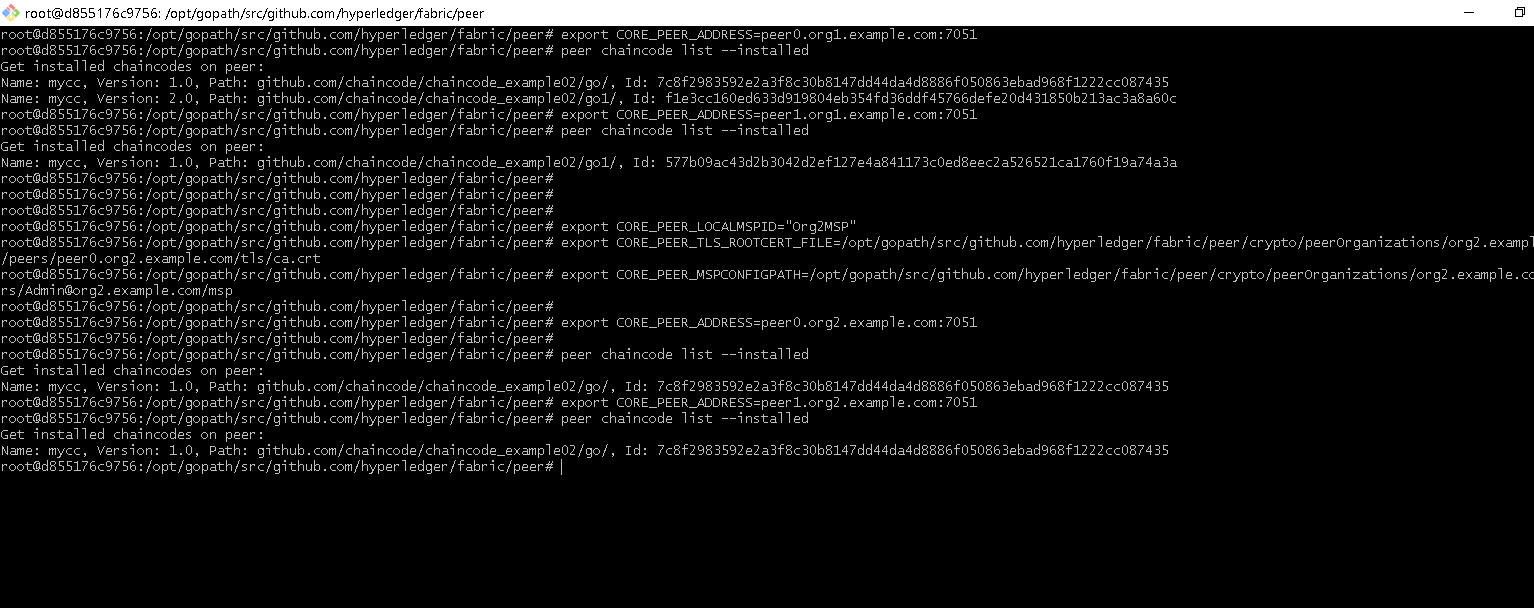 root@d855176c9756: /opt/gopath/src/github.com/hyperledger/fabric/peer
root@d855176c9756:/opt/gopath/src/github.com/hyperledger/fabric/peer# export CORE_PEER_ADDRESS=peer0.org1.example.com:7051
root@d855176c9756:/opt/gopath/src/github.com/hyperledger/fabric/peer# peer chaincode list --installed
Get installed chaincodes on peer:
Name: mycc, Version: 1.0, Path: github.com/chaincode/chaincode_example02/go/, Id: 7c8f2983592e2a3f8c30b8147dd44da4d8886f050863ebad968f1222cc087435
Name: mycc, Version: 2.0, Path: github.com/chaincode/chaincode_example02/go1/, Id: f1e3cc160ed633d919804eb354fd36ddf45766defe20d431850b213ac3a8a60c
root@d855176c9756:/opt/gopath/src/github.com/hyperledger/fabric/peer# export CORE_PEER_ADDRESS=peer1.org1.example.com:7051
root@d855176c9756:/opt/gopath/src/github.com/hyperledger/fabric/peer# peer chaincode list --installed
Get installed chaincodes on peer:
Name: mycc, Version: 1.0, Path: github.com/chaincode/chaincode_example02/go1/, Id: 577b09ac43d2b3042d2ef127e4a841173c0ed8eec2a526521ca1760f19a74a3a
root@d855176c9756:/opt/gopath/src/github.com/hyperledger/fabric/peer#
root@d855176c9756:/opt/gopath/src/github.com/hyperledger/fabric/peer#
root@d855176c9756:/opt/gopath/src/github.com/hyperledger/fabric/peer#
root@d855176c9756:/opt/gopath/src/github.com/hyperledger/fabric/peer# export CORE_PEER_LOCALMSPID="Org2MSP"
root@d855176c9756:/opt/gopath/src/github.com/hyperledger/fabric/peer# export CORE_PEER_TLS_ROOTCERT_FILE=/opt/gopath/src/github.com/hyperledger/fabric/peer/crypto/peerOrganizations/org2.exampl
/peers/peer0.org2.example.com/tls/ca.crt
root@d855176c9756:/opt/gopath/src/github.com/hyperledger/fabric/peer# export CORE_PEER_MSPCONFIGPATH=/opt/gopath/src/github.com/hyperledger/fabric/peer/crypto/peerOrganizations/org2.example.co
rs/Admin@org2.example.com/msp
root@d855176c9756:/opt/gopath/src/github.com/hyperledger/fabric/peer#
root@d855176c9756:/opt/gopath/src/github.com/hyperledger/fabric/peer# export CORE_PEER_ADDRESS=peer0.org2.example.com:7051
root@d855176c9756:/opt/gopath/src/github.com/hyperledger/fabric/peer#
root@d855176c9756:/opt/gopath/src/github.com/hyperledger/fabric/peer# peer chaincode list --installed
Get installed chaincodes on peer:
Name: mycc, Version: 1.0, Path: github.com/chaincode/chaincode_example02/go/, Id: 7c8f2983592e2a3f8c30b8147dd44da4d8886f050863ebad968f1222cc087435
root@d855176c9756:/opt/gopath/src/github.com/hyperledger/fabric/peer# export CORE_PEER_ADDRESS=peer1.org2.example.com:7051
root@d855176c9756:/opt/gopath/src/github.com/hyperledger/fabric/peer# peer chaincode list --installed
Get installed chaincodes on peer:
Name: mycc, Version: 1.0, Path: github.com/chaincode/chaincode_example02/go/, Id: 7c8f2983592e2a3f8c30b8147dd44da4d8886f050863ebad968f1222cc087435
root@d855176c9756:/opt/gopath/src/github.com/hyperledger/fabric/peer#